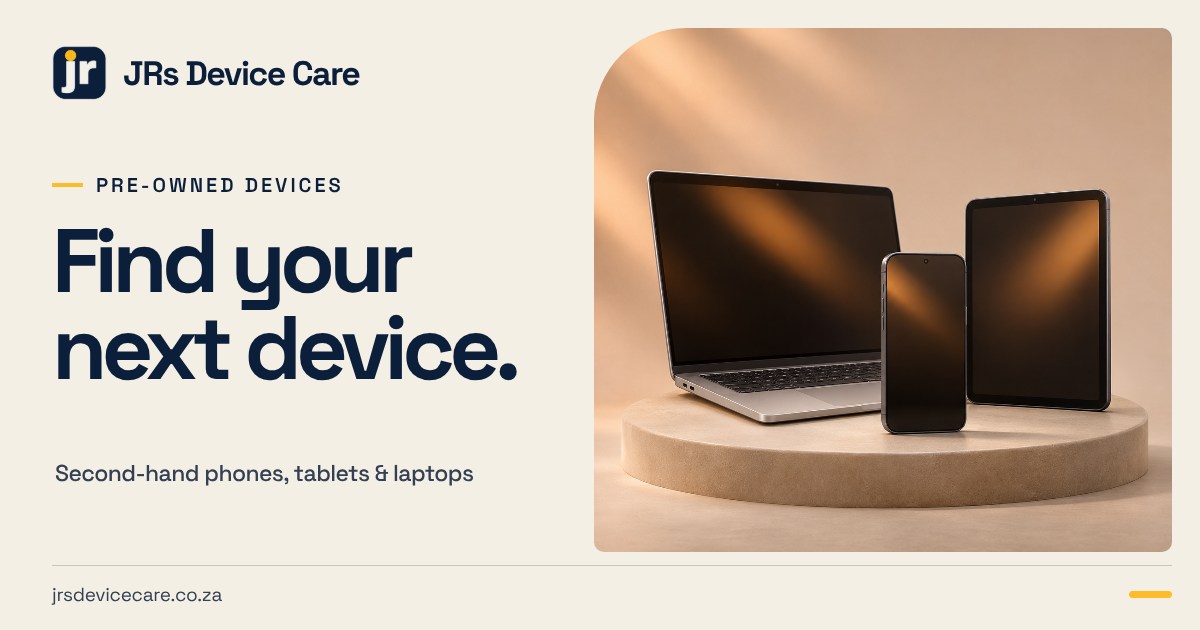 jr
JRs Device Care
PRE-OWNED DEVICES
Find your
next device.
Second-hand phones, tablets & laptops
jrsdevicecare.co.za